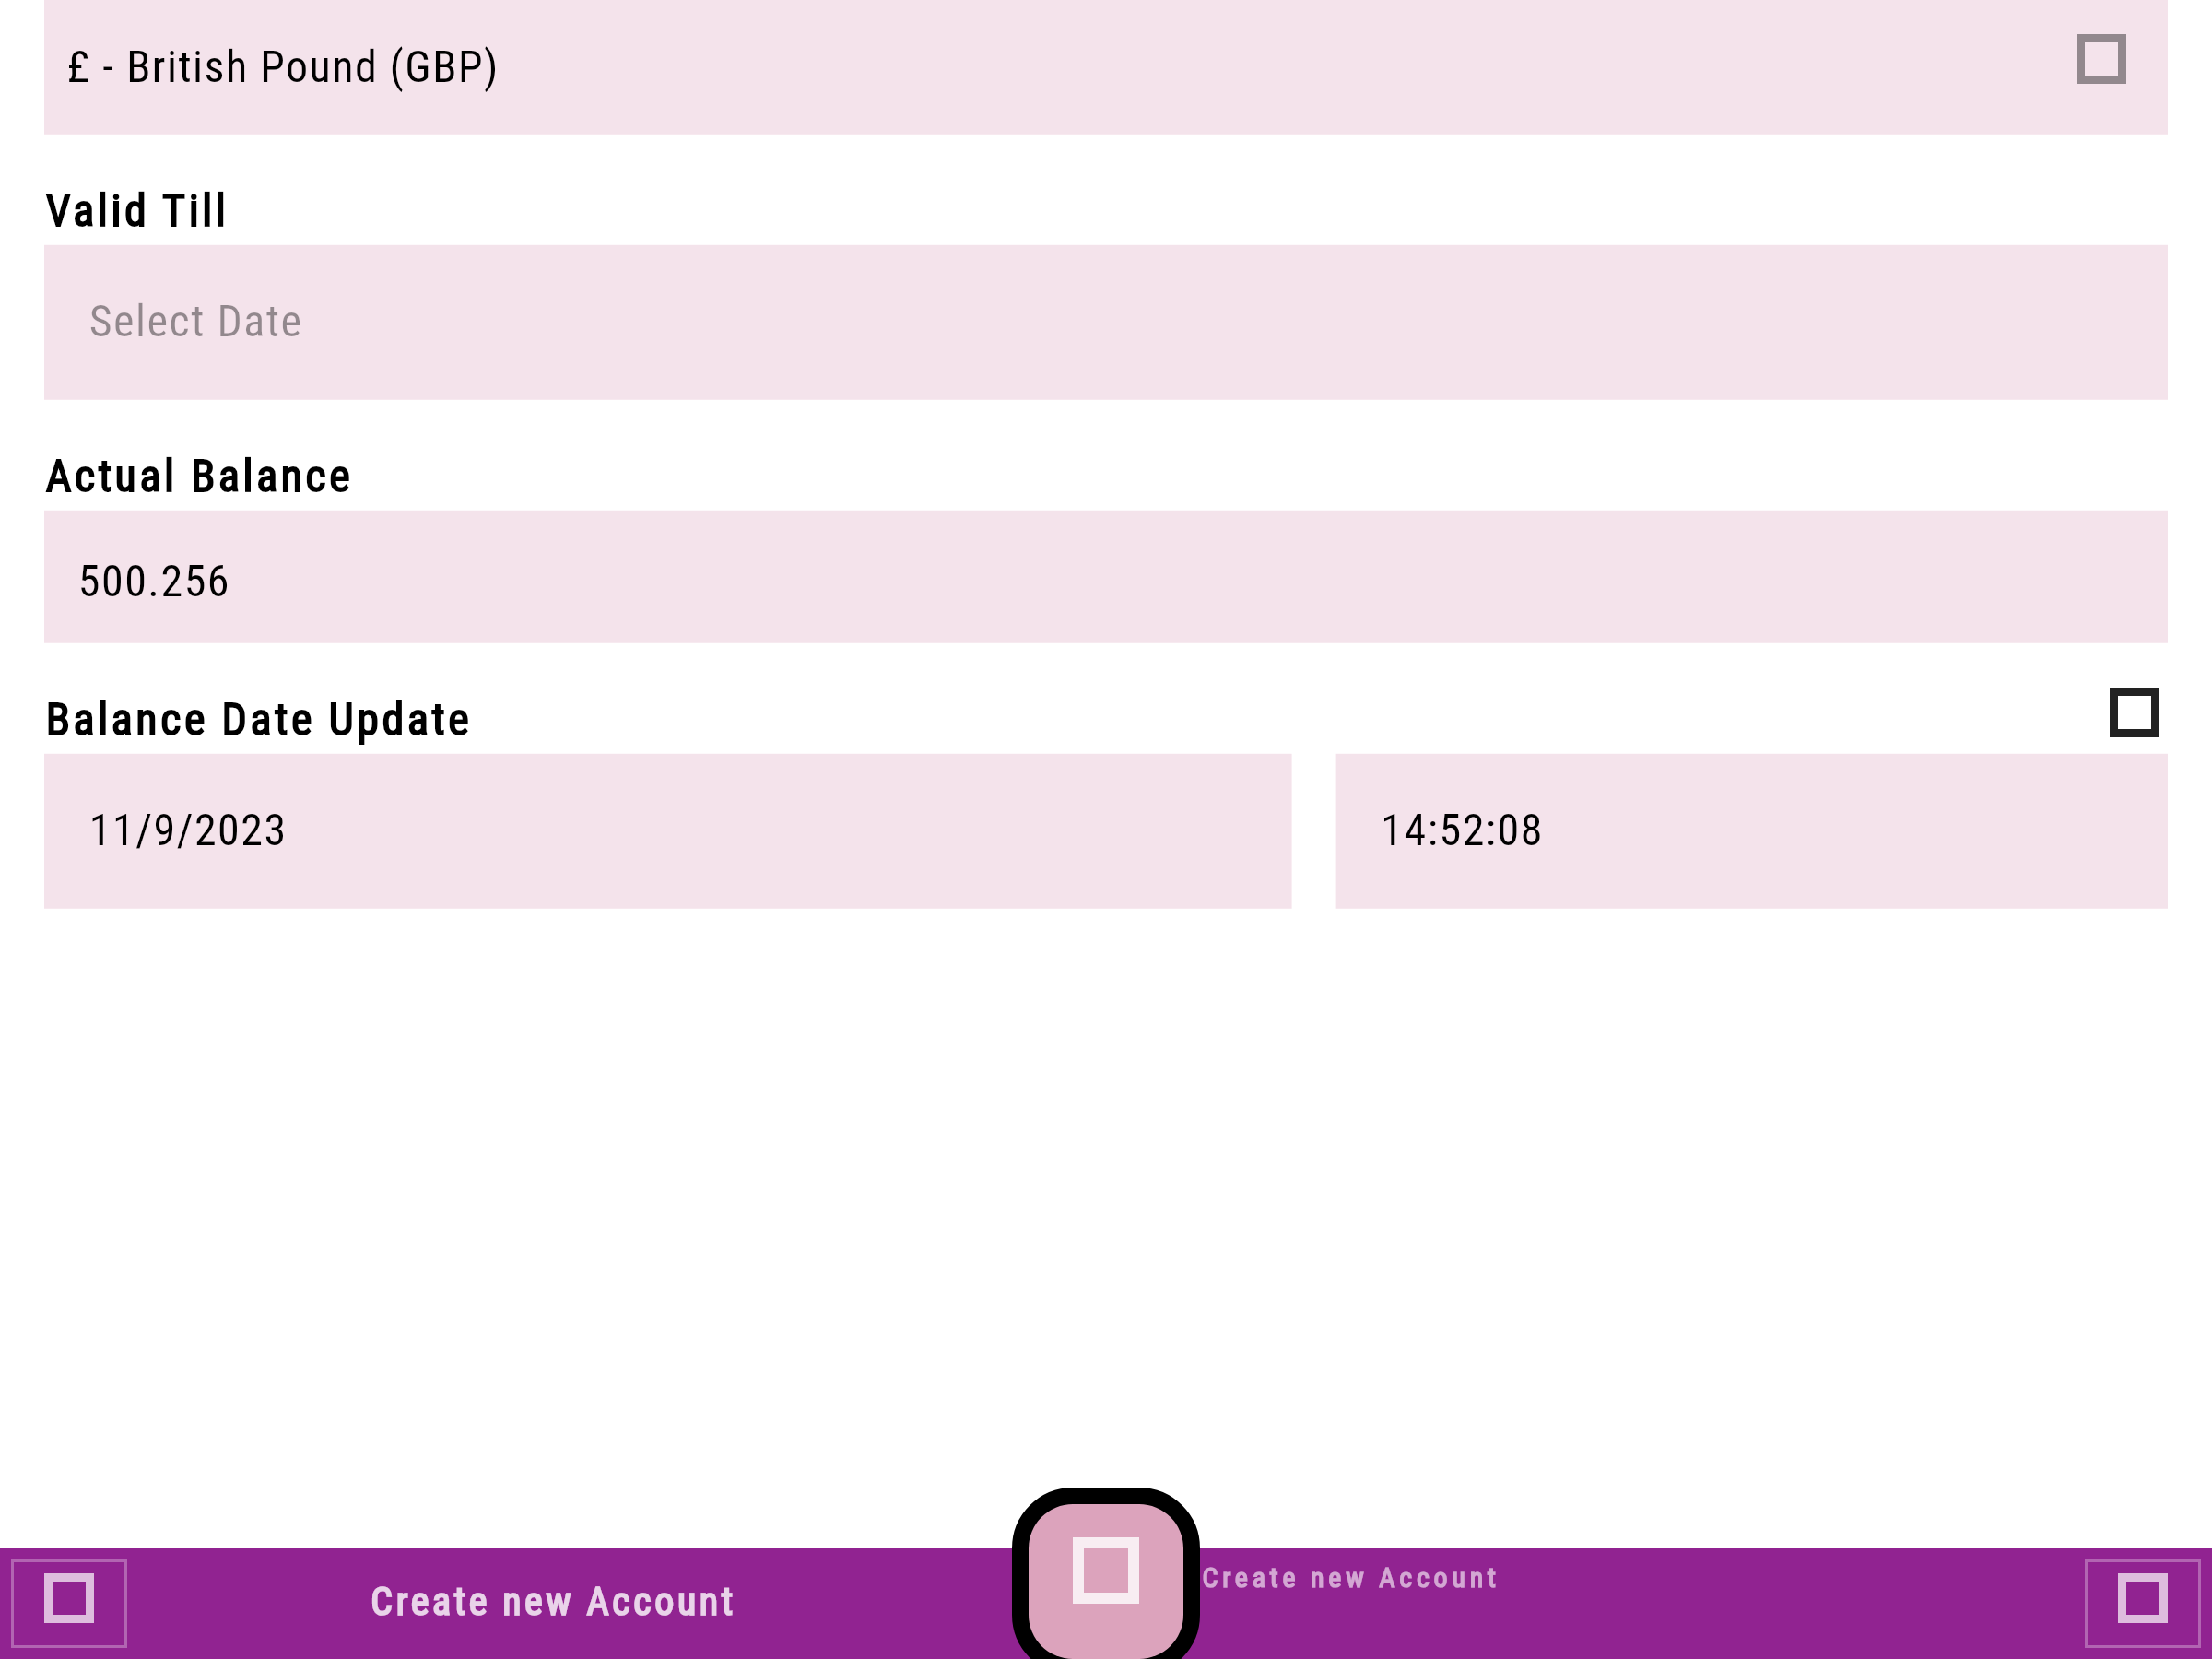 £ - British Pound (GBP)
Valid Till
Select Date
Actual Balance
500.256
Balance Date Update
11/9/2023
14:52:08
Create new Account
Create new Account